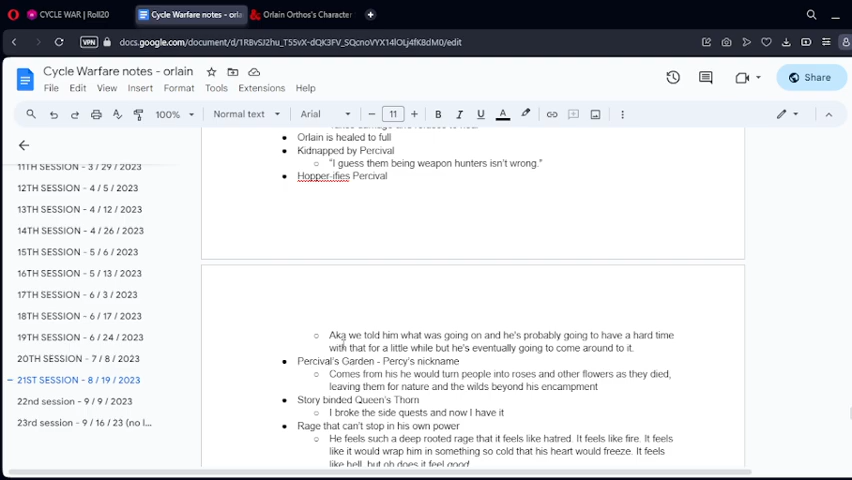 CYCLE WAR | Roll20
Cycle Warfare notes - orlain
Orlain Orthos's Character
VPN
docs.google.com/document/d/1RBvSJ2hu_T55vX-dQK3FV_SQcnoVYX14lOLj4fK8dM0/edit
Cycle Warfare notes - orlain
File Edit View Insert Format Tools Extensions Help
Share
100% Normal text Arial 11 B I U A
11TH SESSION - 3 / 29 / 2023
12TH SESSION - 4 / 5 / 2023
13TH SESSION - 4 / 12 / 2023
14TH SESSION - 4 / 26 / 2023
15TH SESSION - 5 / 6 / 2023
16TH SESSION - 5 / 13 / 2023
17TH SESSION - 6 / 3 / 2023
18TH SESSION - 6 / 17 / 2023
19TH SESSION - 6 / 24 / 2023
20TH SESSION - 7 / 8 / 2023
21ST SESSION - 8 / 19 / 2023
22nd session - 9 / 9 / 2023
23rd session - 9 / 16 / 23 (no l...
Orlain is healed to full
Kidnapped by Percival
"I guess them being weapon hunters isn't wrong."
Hopper-ifies Percival
Aka we told him what was going on and he's probably going to have a hard time
with that for a little while but he's eventually going to come around to it.
Percival's Garden - Percy's nickname
Comes from his he would turn people into roses and other flowers as they died,
leaving them for nature and the wilds beyond his encampment
Story binded Queen's Thorn
I broke the side quests and now I have it
Rage that can't stop in his own power
He feels such a deep rooted rage that it feels like hatred. It feels like fire. It feels
like it would wrap him in something so cold that his heart would freeze. It feels
like hell, but oh does it feel good